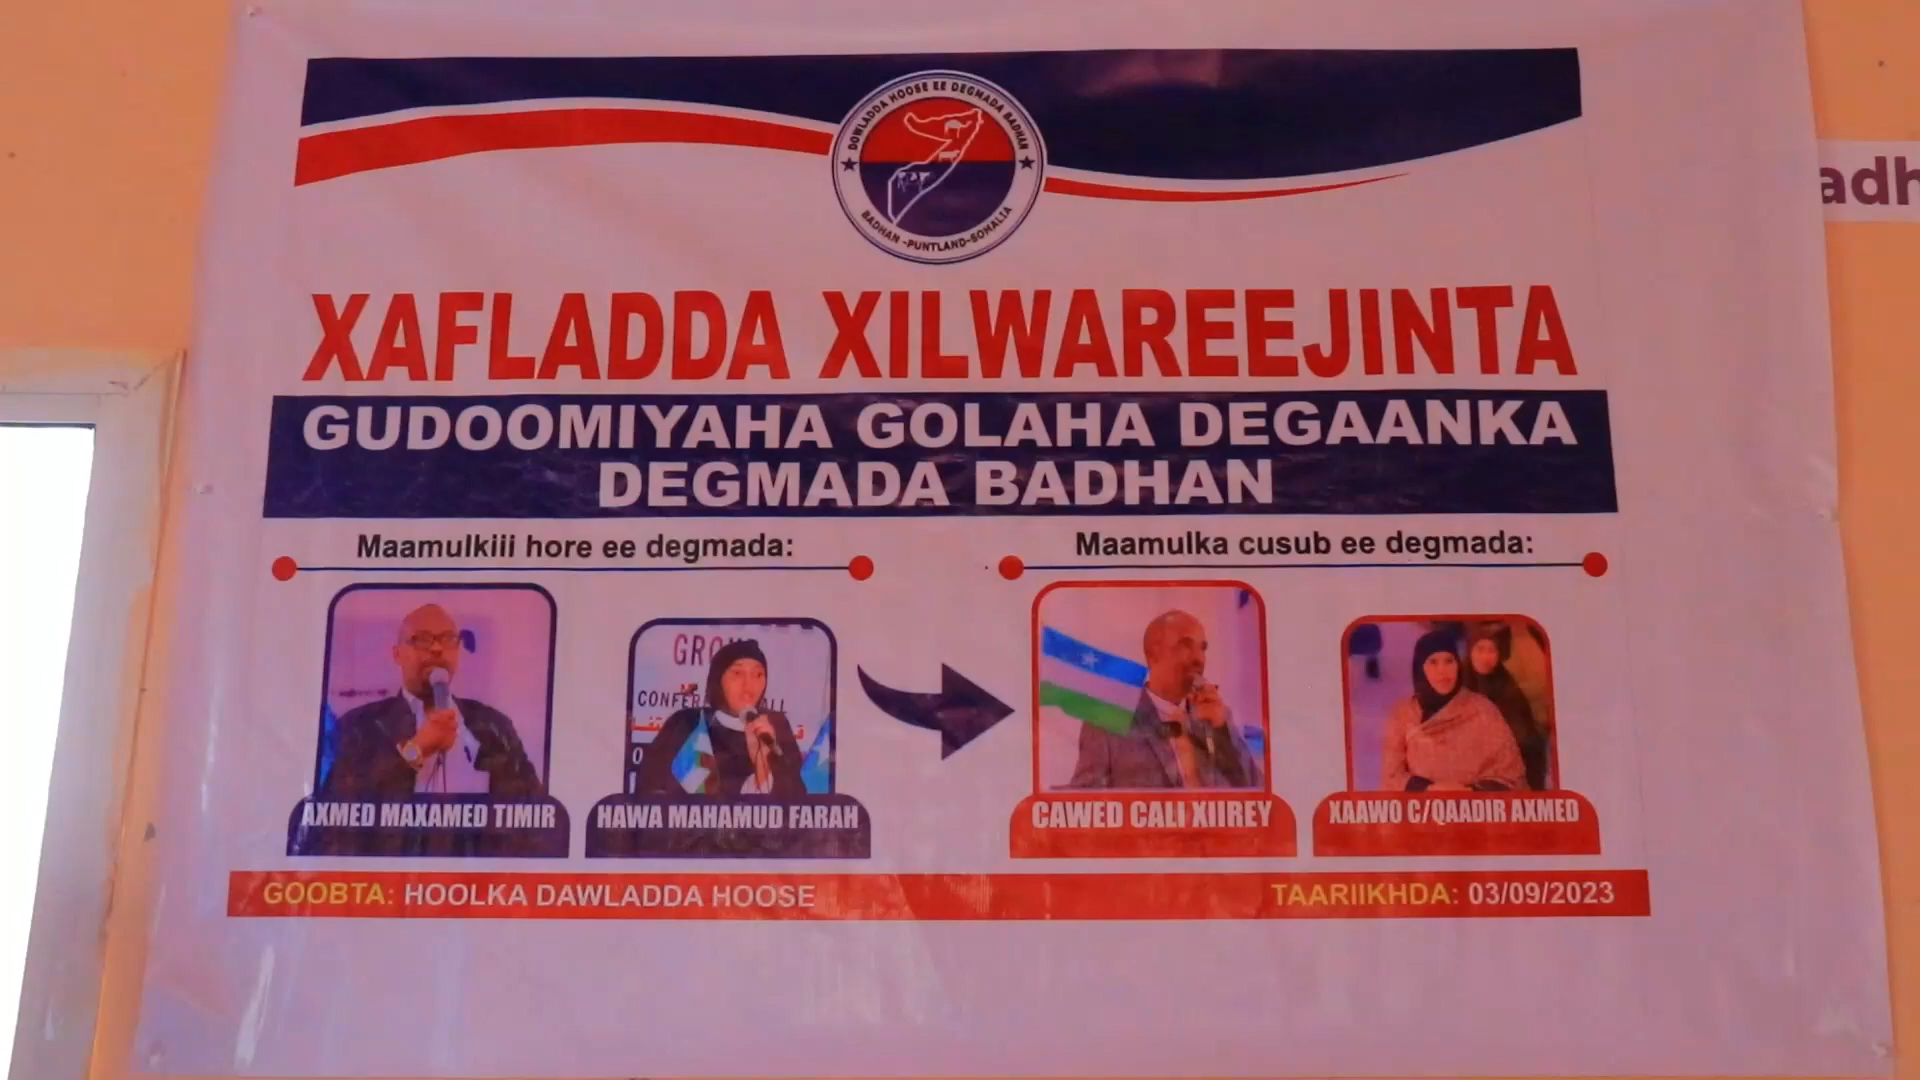 DOWLADDA HOOSE EE DEGMADA BADHAN
BADHAN -PUNTLAND-SOMALIA
adh
XAFLADDA XILWAREEJINTA
GUDOOMIYAHA GOLAHA DEGAANKA
DEGMADA BADHAN
Maamulkiii hore ee degmada:
Maamulka cusub ee degmada:
AXMED MAXAMED TIMIR
HAWA MAHAMUD FARAH
CAWED CALI XIIREY
XAAWO C/QAADIR AXMED
GOOBTA: HOOLKA DAWLADDA HOOSE
TAARIIKHDA: 03/09/2023